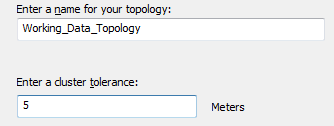 Enter a name for your topology:
Working_Data_Topology
Enter a cluster tolerance:
5 Meters